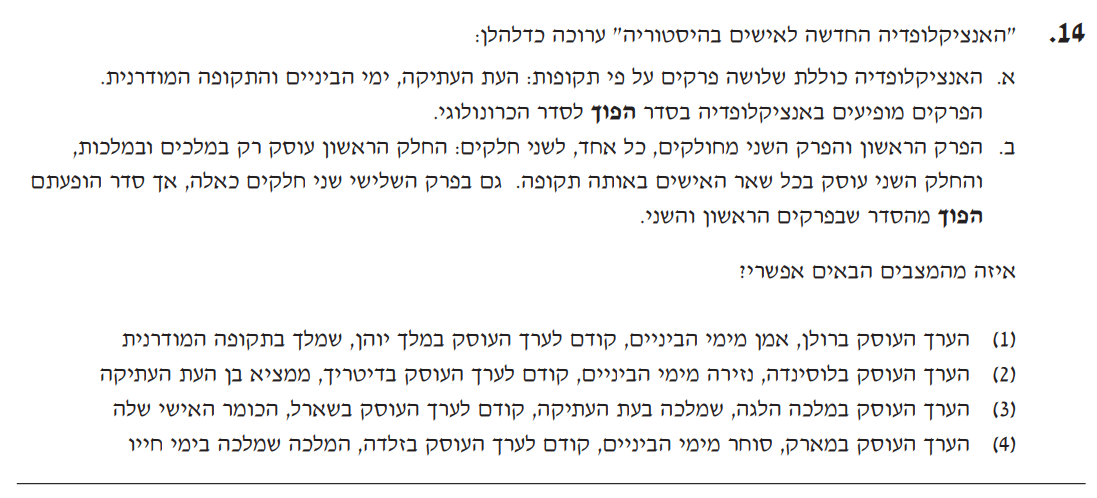 14. "האנציקלופדיה החדשה לאישים בהיסטוריה" ערוכה כדלהלן:
א. האנציקלופדיה כוללת שלושה פרקים על פי תקופות: העת העתיקה, ימי הביניים והתקופה המודרנית.
הפרקים מופיעים באנציקלופדיה בסדר הפוך לסדר הכרונולוגי.
ב. הפרק הראשון והפרק השני מחולקים, כל אחד, לשני חלקים: החלק הראשון עוסק רק במלכים ובמלכות,
והחלק השני עוסק בכל שאר האישים באותה תקופה. גם בפרק השלישי שני חלקים כאלה, אך סדר הופעתם
הפוך מהסדר שבפרקים הראשון והשני.
איזה מהמצבים הבאים אפשרי?
(1) הערך העוסק ברולן, אמן מימי הביניים, קודם לערך העוסק במלך יוהן, שמלך בתקופה המודרנית
(2) הערך העוסק בלוסינדה, נזירה מימי הביניים, קודם לערך העוסק בדיטריך, ממציא בן העת העתיקה
(3) הערך העוסק במלכה הלגה, שמלכה בעת העתיקה, קודם לערך העוסק בשארל, הכומר האישי שלה
(4) הערך העוסק במארק, סוחר מימי הביניים, קודם לערך העוסק בזלדה, המלכה שמלכה בימי חייו